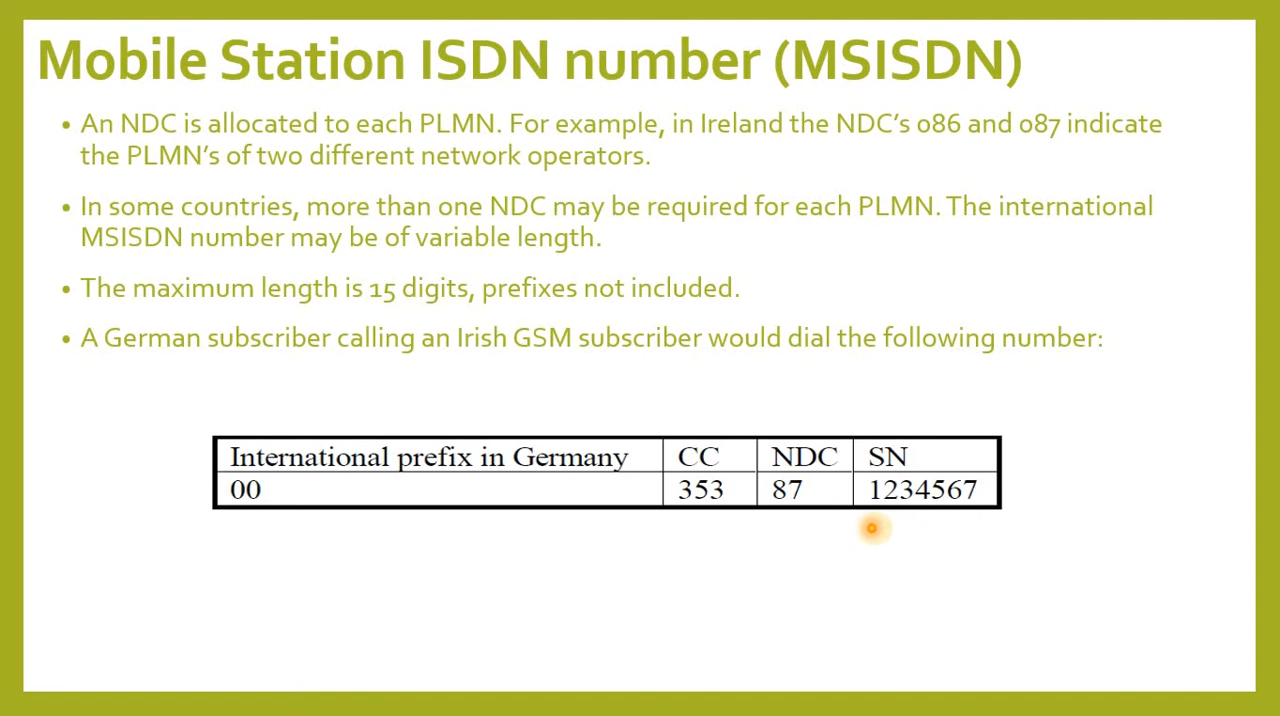 Mobile Station ISDN number (MSISDN)
• An NDC is allocated to each PLMN. For example, in Ireland the NDC's 086 and 087 indicate
the PLMN's of two different network operators.
• In some countries, more than one NDC may be required for each PLMN. The international
MSISDN number may be of variable length.
• The maximum length is 15 digits, prefixes not included.
• A German subscriber calling an Irish GSM subscriber would dial the following number:
International prefix in Germany CC NDC SN
00 353 87 1234567